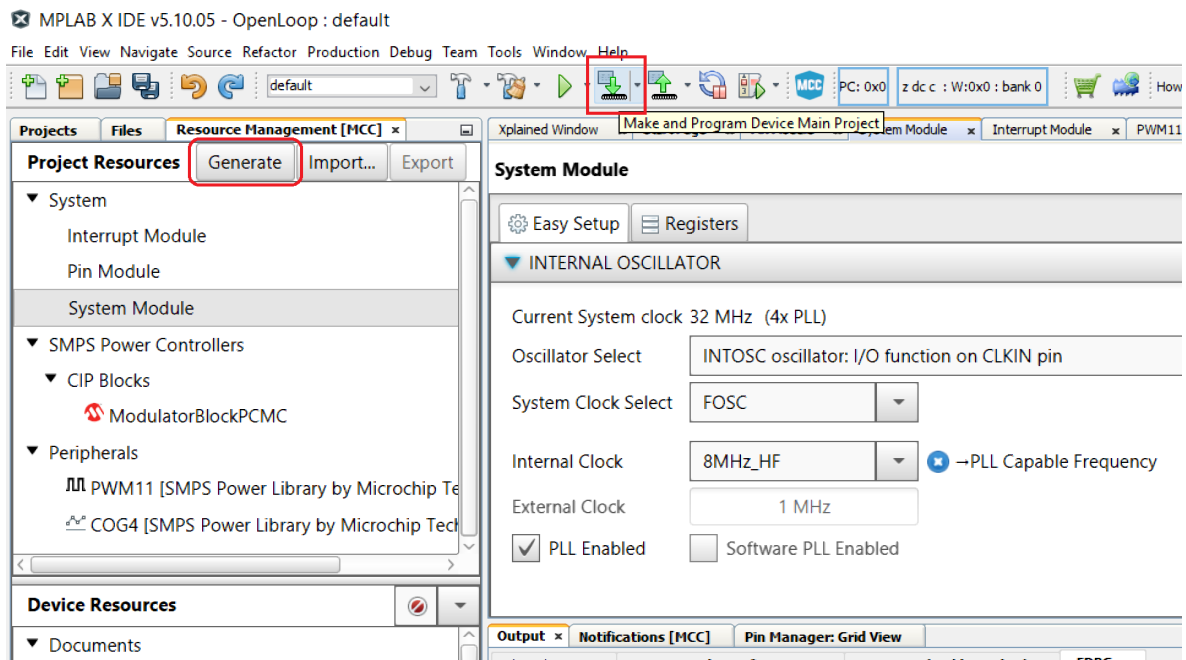 MPLAB X IDE v5.10.05 - OpenLoop : default
File Edit View Navigate Source Refactor Production Debug Team Tools Window Help
default
MCC
PC: 0x0
z dc c : W:0x0 : bank 0
How
Make and Program Device Main Project
Projects Files Resource Management [MCC] ×
Xplained Window
Module × Interrupt Module × PWM11
Project Resources Generate Import... Export
System Module
System
Interrupt Module
Pin Module
System Module
SMPS Power Controllers
CIP Blocks
ModulatorBlockPCMC
Peripherals
PWM11 [SMPS Power Library by Microchip Te
COG4 [SMPS Power Library by Microchip Tech
Easy Setup Registers
INTERNAL OSCILLATOR
Current System clock 32 MHz (4x PLL)
Oscillator Select INTOSC oscillator: I/O function on CLKIN pin
System Clock Select FOSC
Internal Clock 8MHz_HF →PLL Capable Frequency
External Clock 1 MHz
PLL Enabled Software PLL Enabled
Device Resources
Documents
Output × Notifications [MCC] Pin Manager: Grid View